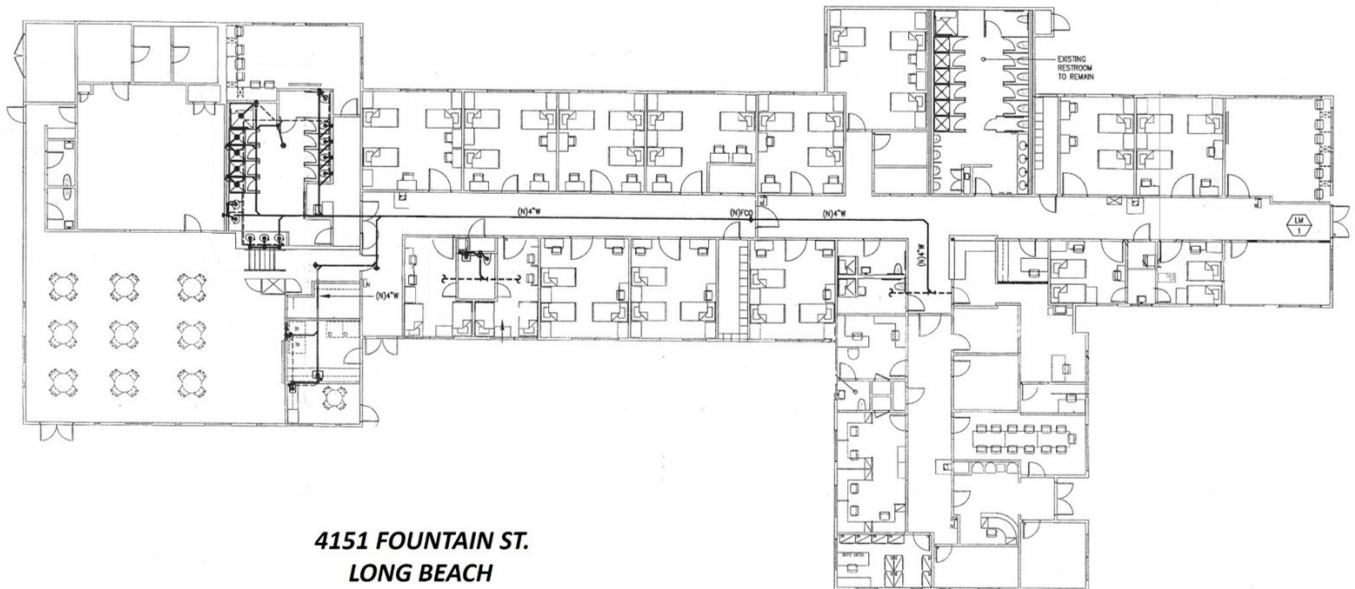 EXISTING
RESTROOM
TO REMAIN
(N)4"W
(N)FCO
(N)4"W
LM
1
(N)4"W
(N)4"W
4151 FOUNTAIN ST.
LONG BEACH